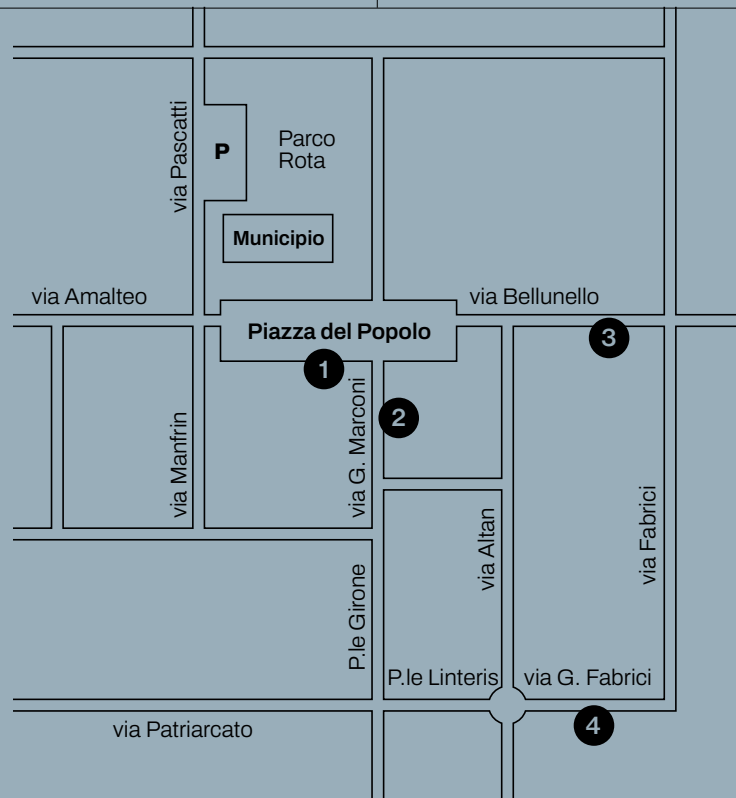 via Pascatti
P
Parco
Rota
Municipio
via Amalteo
via Bellunello
Piazza del Popolo
1
2
3
via Manfrin
via G. Marconi
via Altan
via Fabrici
P.le Girone
P.le Linteris
via G. Fabrici
via Patriarcato
4